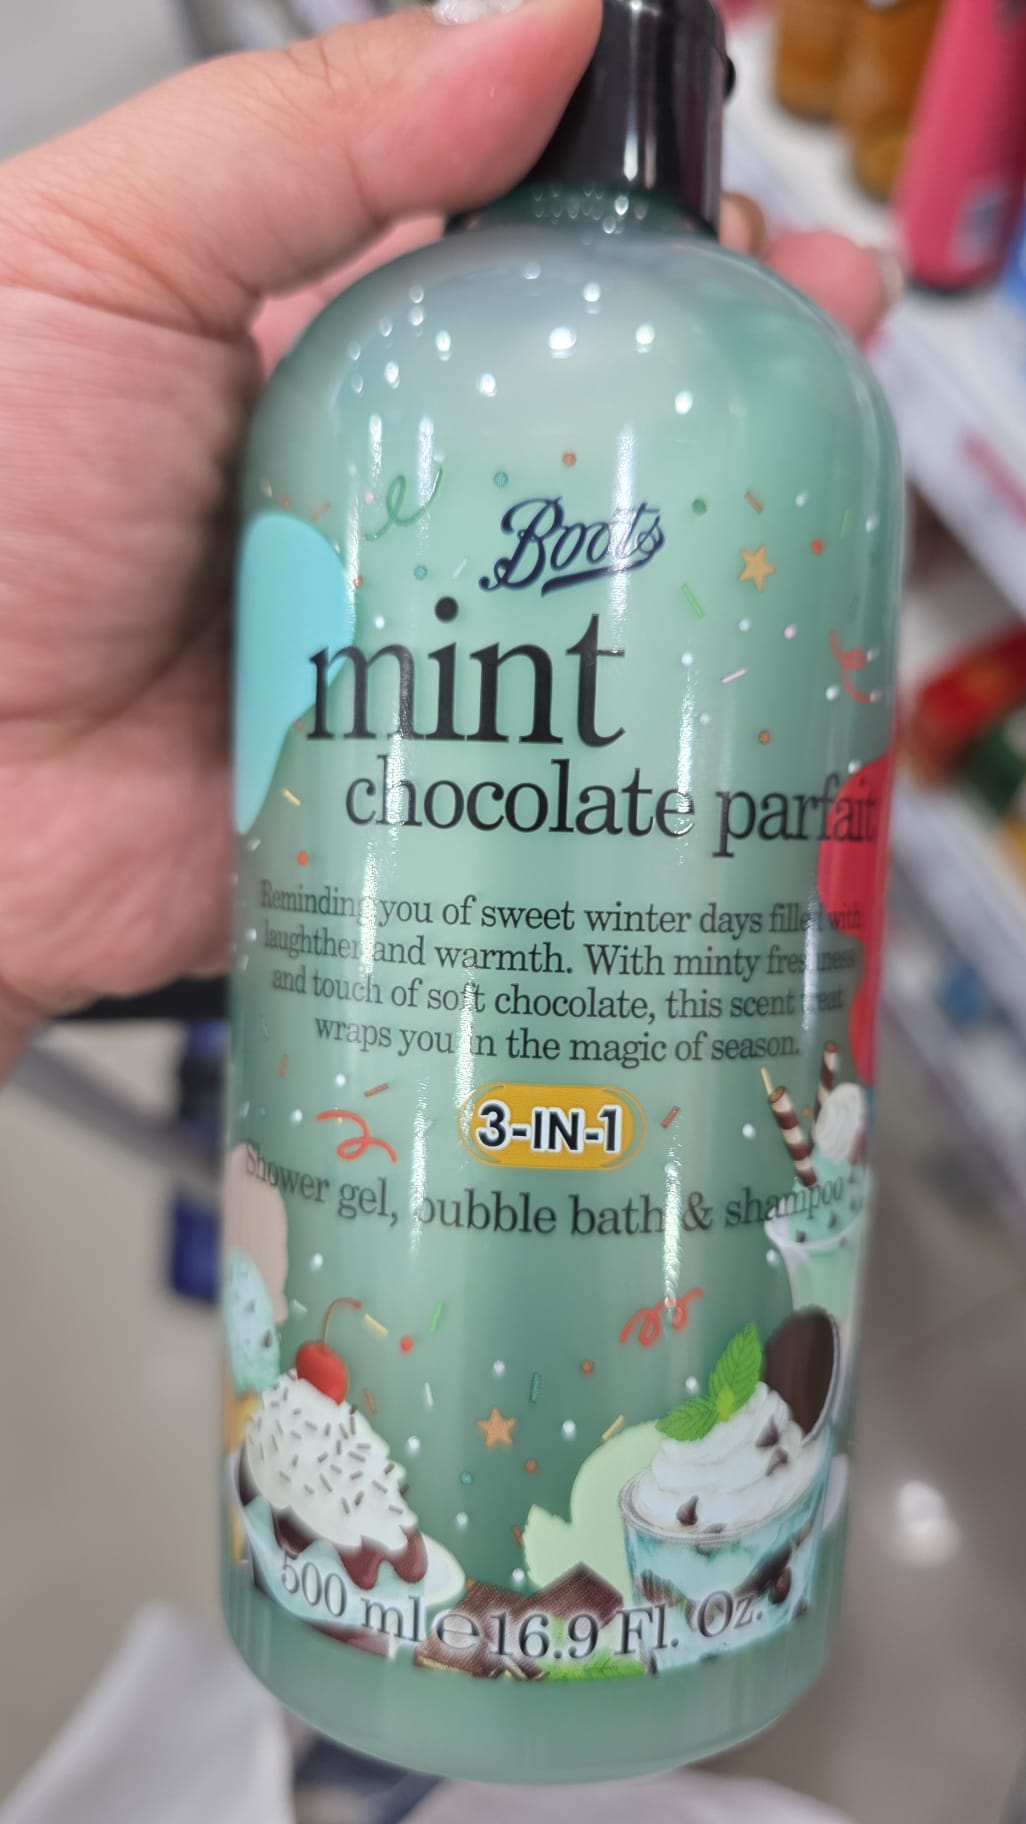 Boots
mint
chocolate parfait
Reminding you of sweet winter days filled with
laughther and warmth. With minty freshness
and touch of soft chocolate, this scent treat
wraps you in the magic of season.
3-IN-1
Shower gel, bubble bath & shampoo
500 ml e 16.9 Fl. Oz.